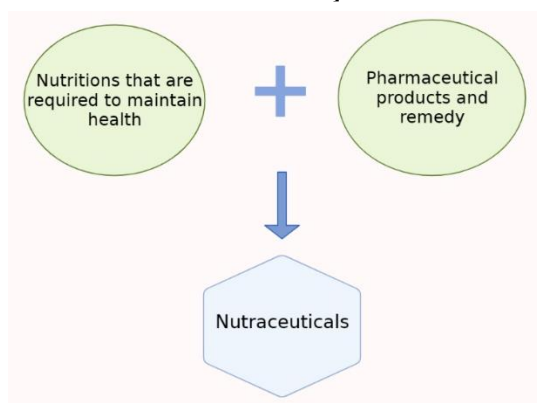 Nutritions that are
required to maintain
health
Pharmaceutical
products and
remedy
Nutraceuticals